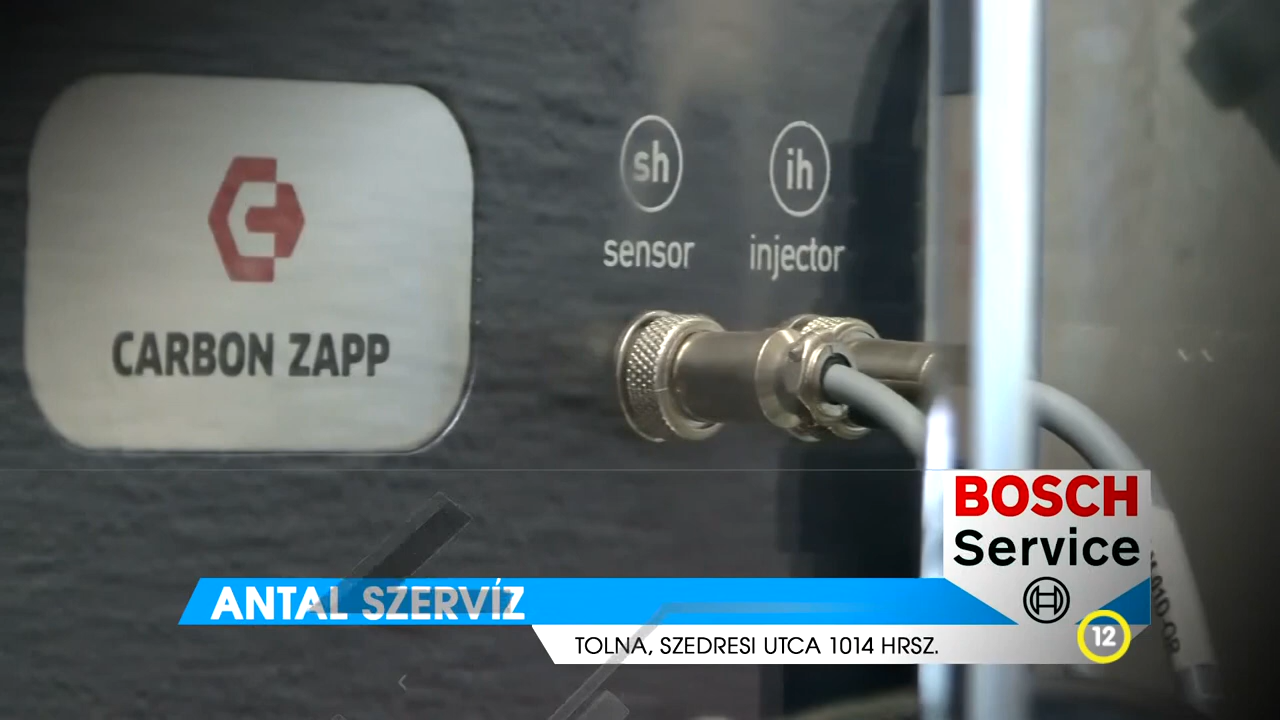 sh
ih
sensor
injector
CARBON ZAPP
BOSCH
Service
ANTAL SZERVÍZ
TOLNA, SZEDRESI UTCA 1014 HRSZ.
12